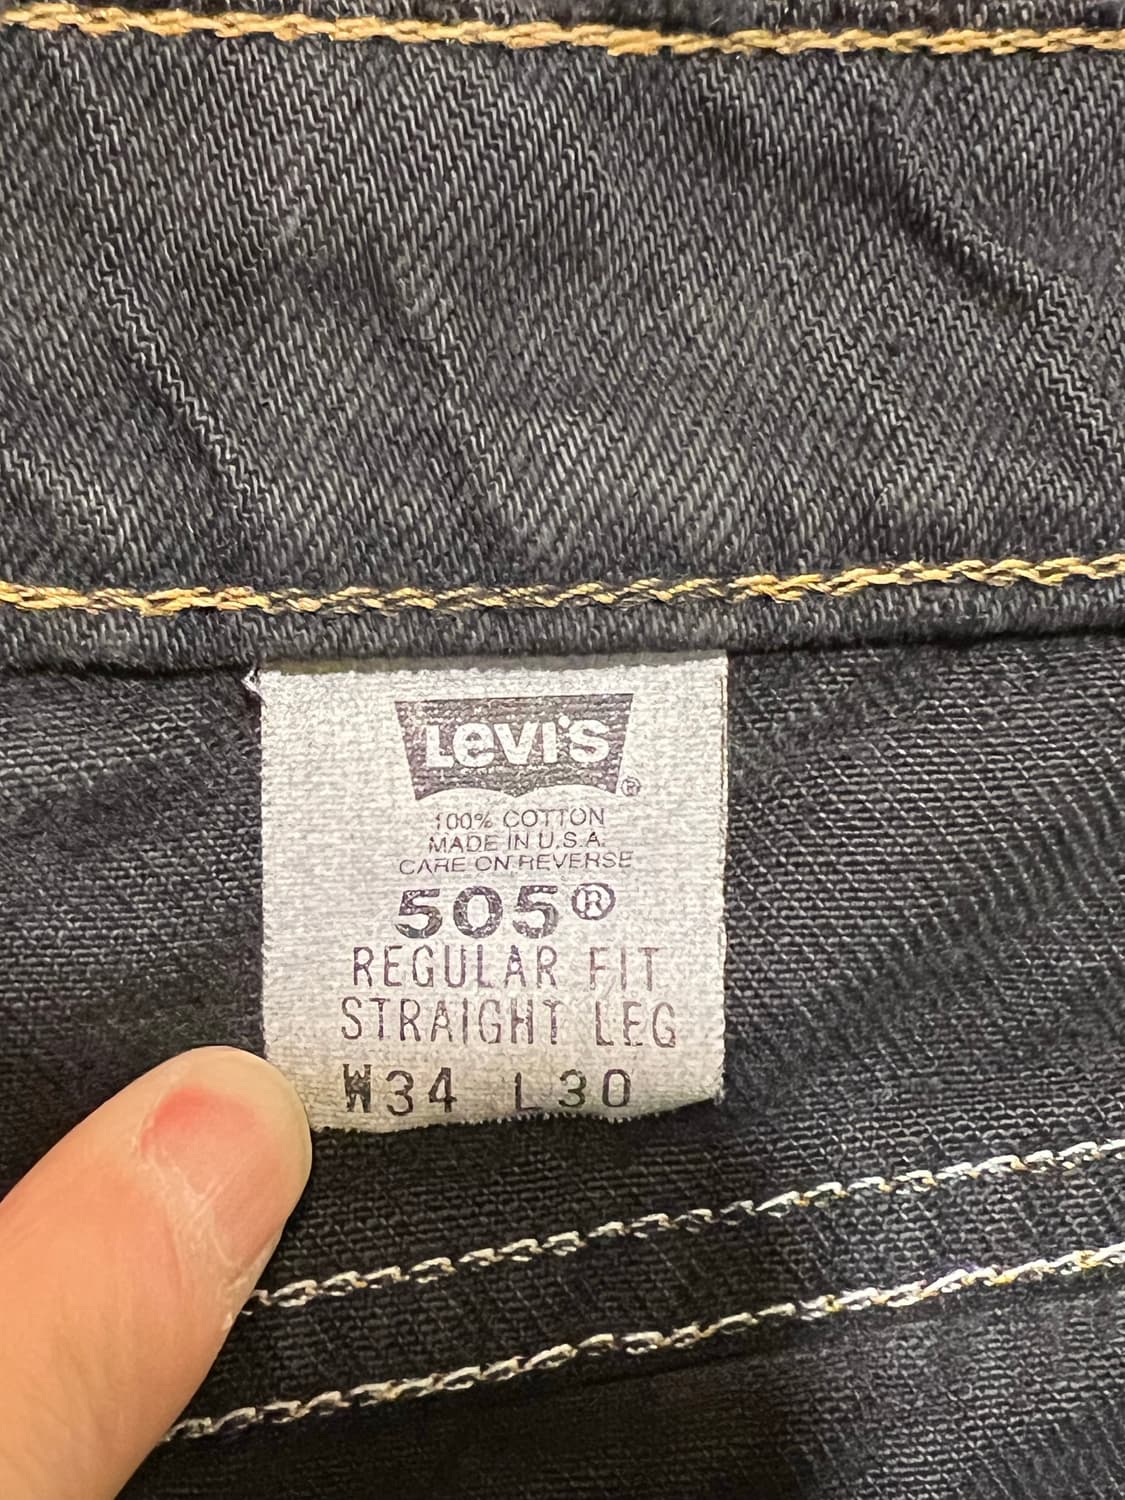 Levi's ®
100% COTTON
MADE IN U.S.A.
CARE ON REVERSE
505®
REGULAR FIT
STRAIGHT LEG
W34 L30